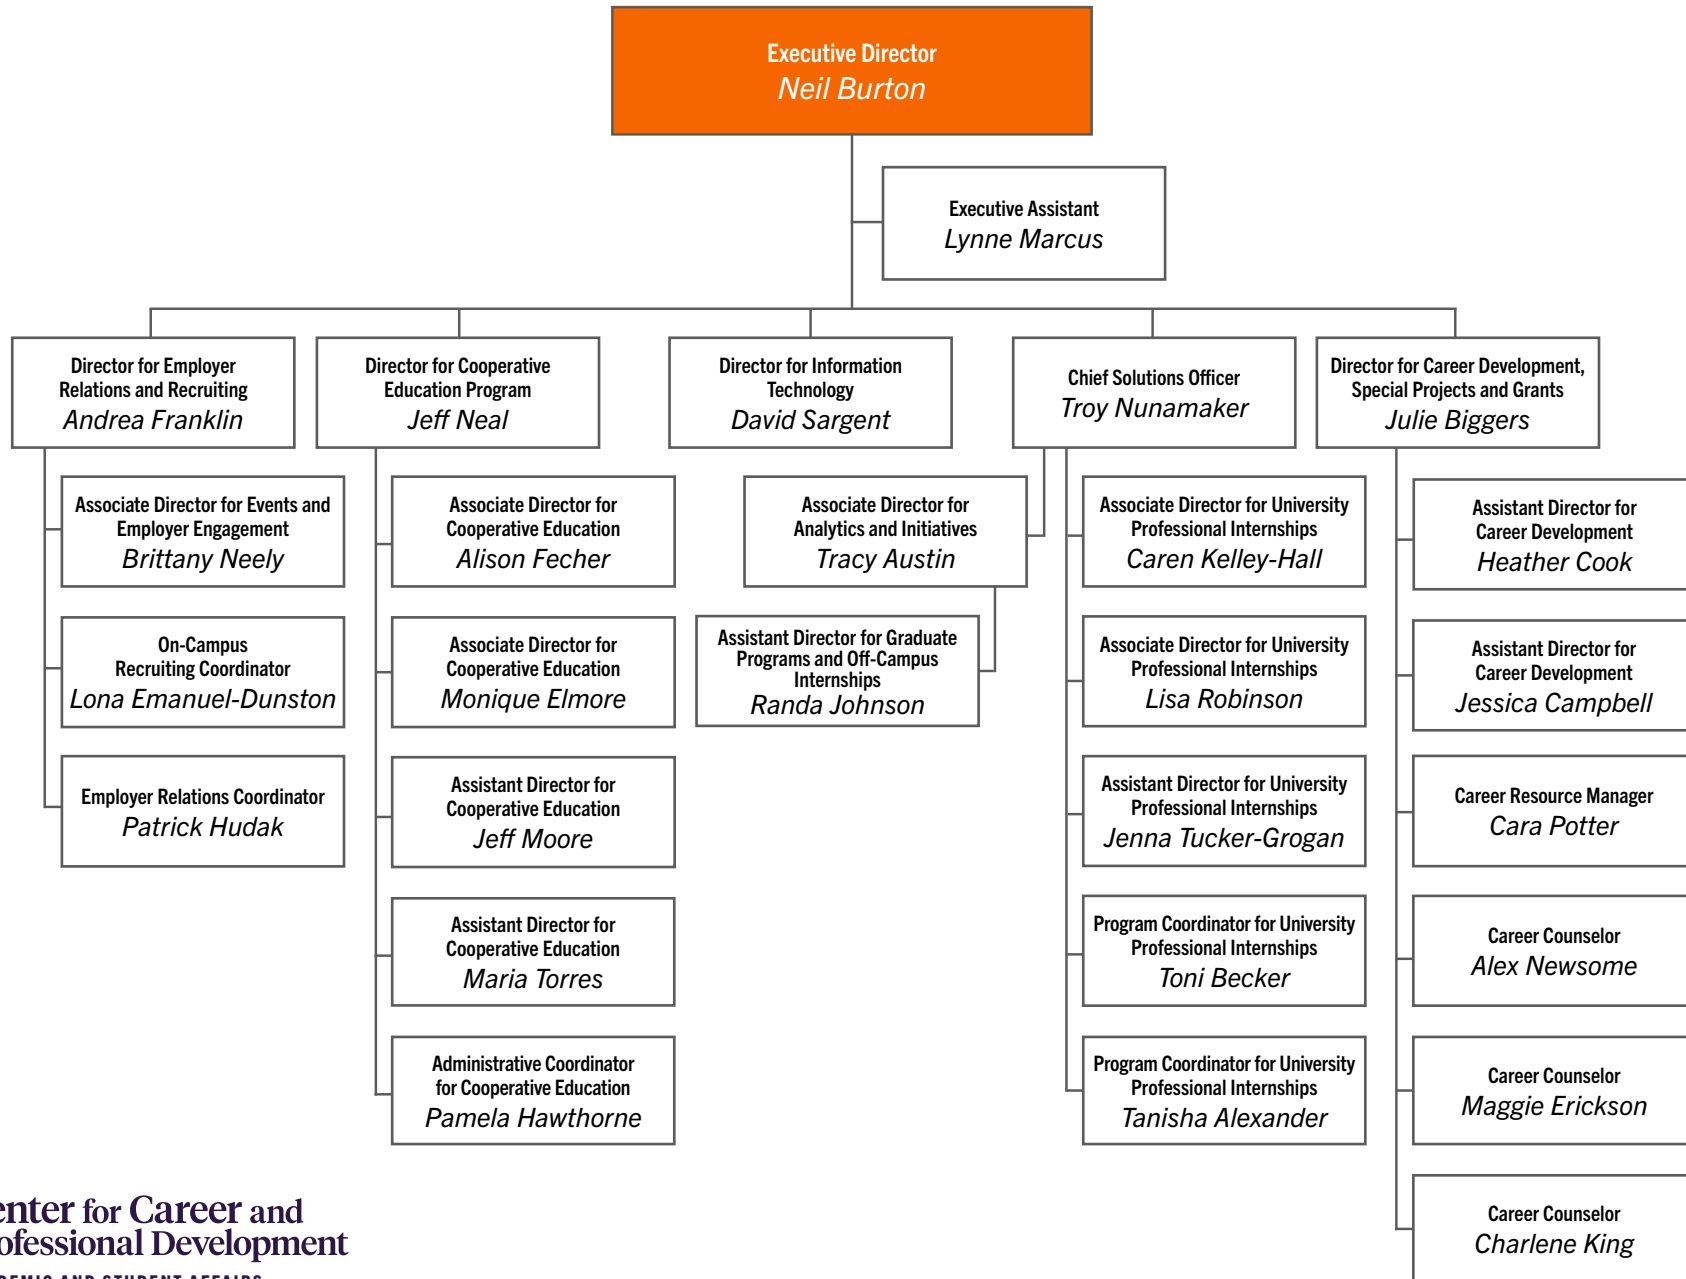 Executive Director
Neil Burton
Executive Assistant
Lynne Marcus
Director for Employer
Relations and Recruiting
Andrea Franklin
Director for Cooperative
Education Program
Jeff Neal
Director for Information
Technology
David Sargent
Chief Solutions Officer
Troy Nunamaker
Director for Career Development,
Special Projects and Grants
Julie Biggers
Associate Director for Events and
Employer Engagement
Brittany Neely
On-Campus
Recruiting Coordinator
Lona Emanuel-Dunston
Employer Relations Coordinator
Patrick Hudak
Associate Director for
Cooperative Education
Alison Fecher
Associate Director for
Cooperative Education
Monique Elmore
Assistant Director for
Cooperative Education
Jeff Moore
Assistant Director for
Cooperative Education
Maria Torres
Administrative Coordinator
for Cooperative Education
Pamela Hawthorne
Associate Director for
Analytics and Initiatives
Tracy Austin
Assistant Director for Graduate
Programs and Off-Campus
Internships
Randa Johnson
Associate Director for University
Professional Internships
Caren Kelley-Hall
Associate Director for University
Professional Internships
Lisa Robinson
Assistant Director for University
Professional Internships
Jenna Tucker-Grogan
Program Coordinator for University
Professional Internships
Toni Becker
Program Coordinator for University
Professional Internships
Tanisha Alexander
Assistant Director for
Career Development
Heather Cook
Assistant Director for
Career Development
Jessica Campbell
Career Resource Manager
Cara Potter
Career Counselor
Alex Newsome
Career Counselor
Maggie Erickson
Career Counselor
Charlene King
enter for Career and
ofessional Development
AND STUDENT AFFAIRS